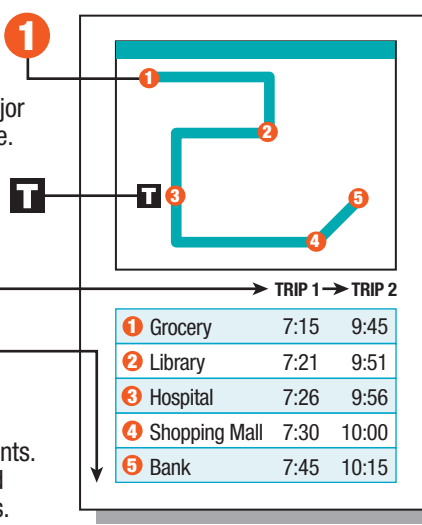 1
jor
e.
T
nts.
d
s.
1
2
T 3
5
4
TRIP 1 TRIP 2
1 Grocery 7:15 9:45
2 Library 7:21 9:51
3 Hospital 7:26 9:56
4 Shopping Mall 7:30 10:00
5 Bank 7:45 10:15